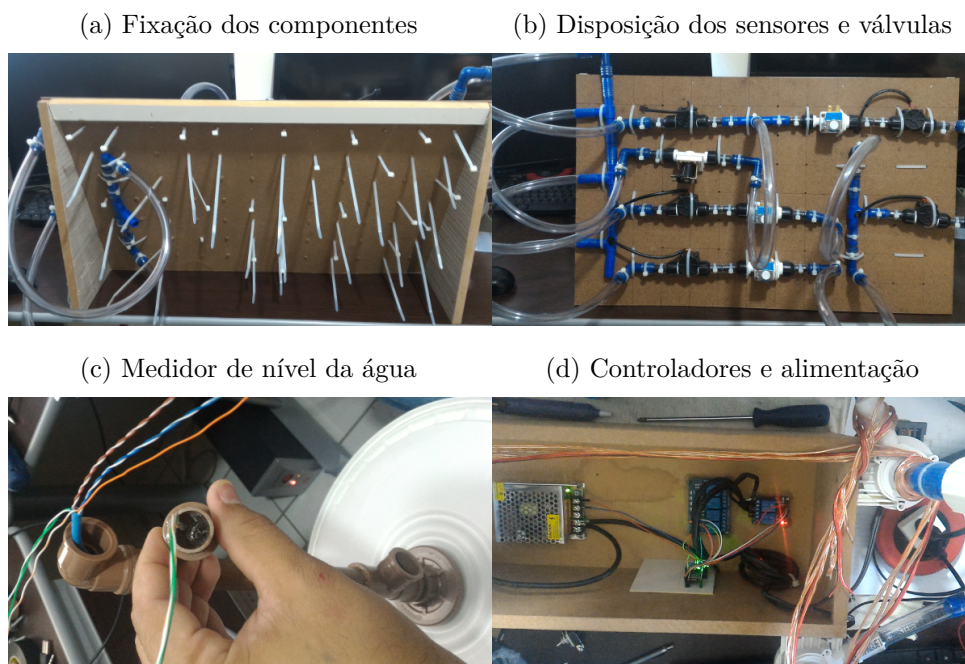 (a) Fixação dos componentes
(b) Disposição dos sensores e válvulas
(c) Medidor de nível da água
(d) Controladores e alimentação